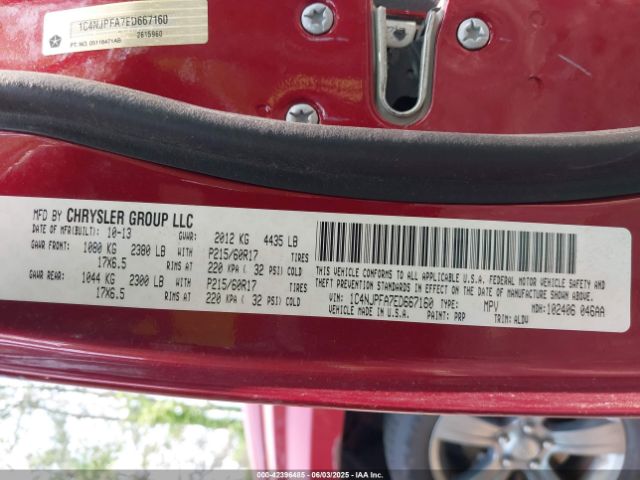 1C4NJPFA7ED667160
2615960
MFD BY CHRYSLER GROUP LLC
DATE OF MFR(BUILT): 10-13 GVWR: 2012 KG 4435 LB
GAWR FRONT: 1080 KG 2380 LB WITH P215/60R17 TIRES
17X6.5 RIMS AT 220 KPA ( 32 PSI) COLD
GAWR REAR: 1044 KG 2300 LB WITH P215/60R17 TIRES
17X6.5 RIMS AT 220 KPA ( 32 PSI) COLD
THIS VEHICLE CONFORMS TO ALL APPLICABLE U.S.A. FEDERAL MOTOR VEHICLE SAFETY AND
THEFT PREVENTION STANDARDS IN EFFECT ON THE DATE OF MANUFACTURE SHOWN ABOVE.
VIN: 1C4NJPFA7ED667160 TYPE: MPV MDH:102406 046AA
VEHICLE MADE IN U.S.A. PAINT: PRP TRIM: ALDV
000-42396485 - 06/03/2025 - IAA Inc.